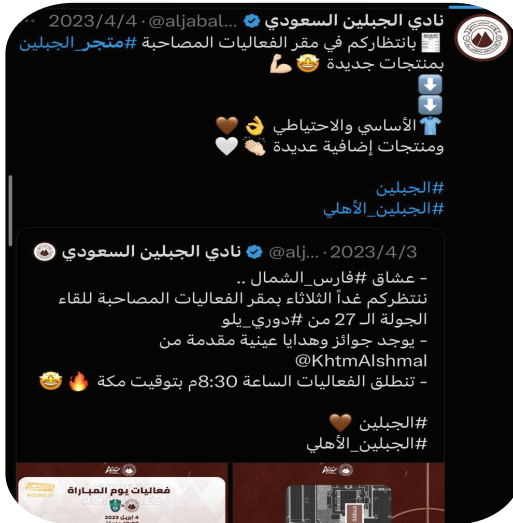 نادي الجبلين السعودي @aljabal... · 2023/4/4
بانتظاركم في مقر الفعاليات المصاحبة #متجر_الجبلين
بمنتجات جديدة 🤩💪🏻
⬇️
⬇️
👕الأساسي والاحتياطي 👌🤎
ومنتجات إضافية عديدة 👏🏻🤍
#الجبلين
#الجبلين_الأهلي
نادي الجبلين السعودي @alj... · 2023/4/3
- عشاق #فارس_الشمال ..
ننتظركم غداً الثلاثاء بمقر الفعاليات المصاحبة للقاء
الجولة الـ 27 من #دوري_يلو
- يوجد جوائز وهدايا عينية مقدمة من
@KhtmAlshmal
- تنطلق الفعاليات الساعة 8:30م بتوقيت مكة 🔥🤩
#الجبلين 🤎
#الجبلين_الأهلي
فعاليات يوم المباراة
4 ابريل 2023